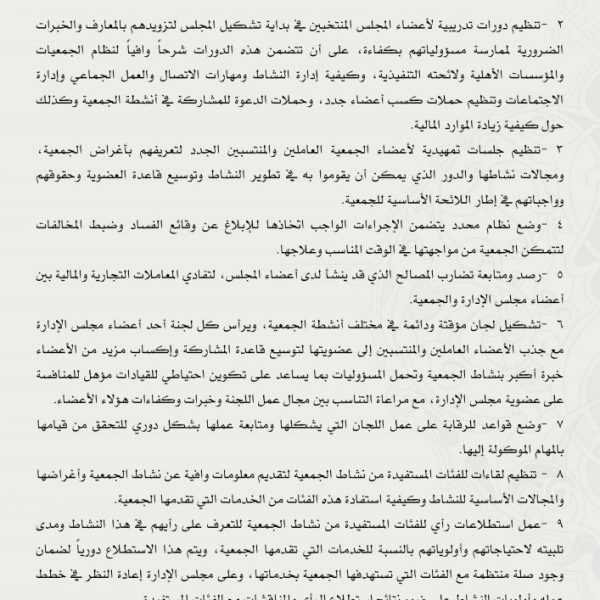 ٢ -تنظيم دورات تدريبية لأعضاء المجلس المنتخبين في بداية تشكيل المجلس لتزويدهم بالمعارف والخبرات
الضرورية لممارسة مسؤولياتهم بكفاءة، على أن تتضمن هذه الدورات شرحاً وافياً لنظام الجمعيات
والمؤسسات الأهلية ولائحته التنفيذية، وكيفية إدارة النشاط ومهارات الاتصال والعمل الجماعي وإدارة
الاجتماعات وتنظيم حملات كسب أعضاء جدد، وحملات الدعوة للمشاركة في أنشطة الجمعية وكذلك
حول كيفية زيادة الموارد المالية.
٣ -تنظيم جلسات تمهيدية لأعضاء الجمعية العاملين والمنتسبين الجدد لتعريفهم بأغراض الجمعية،
ومجالات نشاطها والدور الذي يمكن أن يقوموا به في تطوير النشاط وتوسيع قاعدة العضوية وحقوقهم
وواجباتهم في إطار اللائحة الأساسية للجمعية.
٤ -وضع نظام محدد يتضمن الإجراءات الواجب اتخاذها للإبلاغ عن وقائع الفساد وضبط المخالفات
لتتمكن الجمعية من مواجهتها في الوقت المناسب وعلاجها.
٥ -رصد ومتابعة تضارب المصالح الذي قد ينشأ لدى أعضاء المجلس، لتفادي المعاملات التجارية والمالية بين
أعضاء مجلس الإدارة والجمعية.
٦ -تشكيل لجان مؤقتة ودائمة في مختلف أنشطة الجمعية، ويرأس كل لجنة أحد أعضاء مجلس الإدارة
مع جذب الأعضاء العاملين والمنتسبين إلى عضويتها لتوسيع قاعدة المشاركة وإكساب مزيد من الأعضاء
خبرة أكبر بنشاط الجمعية وتحمل المسؤوليات بما يساعد على تكوين احتياطي للقيادات مؤهل للمنافسة
على عضوية مجلس الإدارة، مع مراعاة التناسب بين مجال عمل اللجنة وخبرات وكفاءات هؤلاء الأعضاء.
٧ -وضع قواعد للرقابة على عمل اللجان التي يشكلها ومتابعة عملها بشكل دوري للتحقق من قيامها
بالمهام الموكولة إليها.
٨ - تنظيم لقاءات للفئات المستفيدة من نشاط الجمعية لتقديم معلومات وافية عن نشاط الجمعية وأغراضها
والمجالات الأساسية للنشاط وكيفية استفادة هذه الفئات من الخدمات التي تقدمها الجمعية.
٩ -عمل استطلاعات رأي للفئات المستفيدة من نشاط الجمعية للتعرف على رأيهم في هذا النشاط ومدى
تلبيته لاحتياجاتهم وأولوياتهم بالنسبة للخدمات التي تقدمها الجمعية، ويتم هذا الاستطلاع دورياً لضمان
وجود صلة منتظمة مع الفئات التي تستهدفها الجمعية بخدماتها، وعلى مجلس الإدارة إعادة النظر في خطط